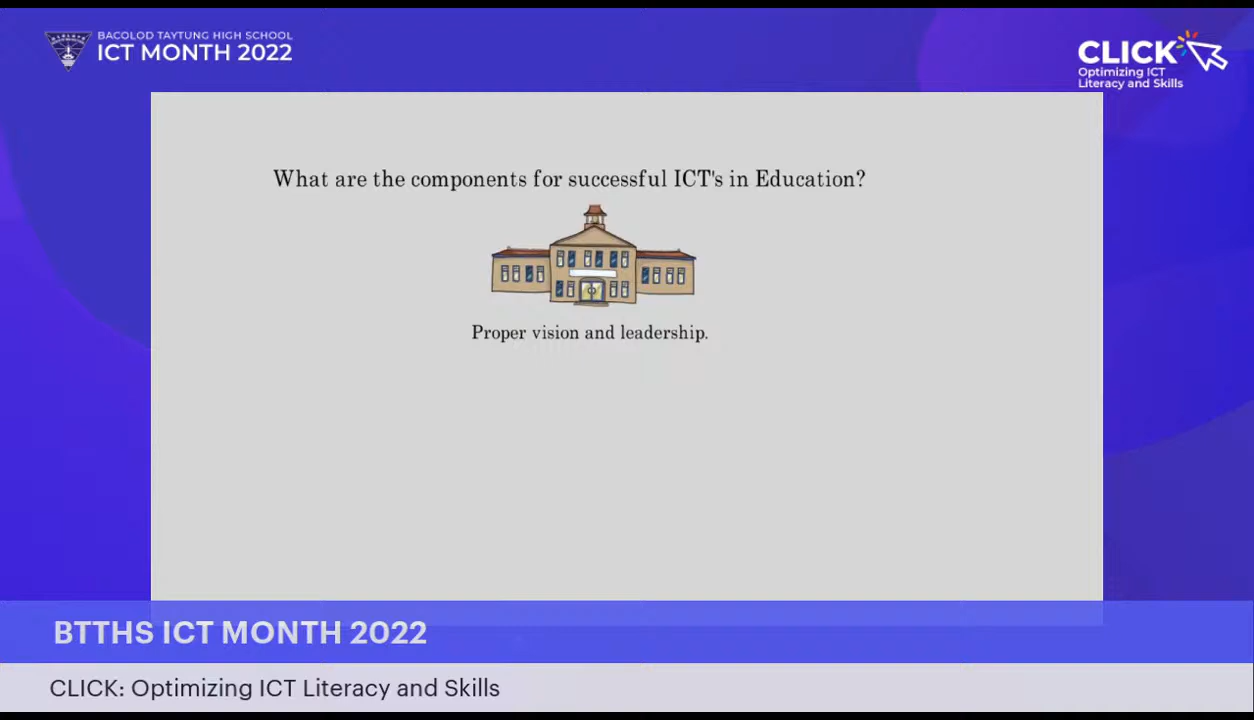 BACOLOD TAYTUNG HIGH SCHOOL
ICT MONTH 2022
CLICK
Optimizing ICT
Literacy and Skills
What are the components for successful ICT's in Education?
Proper vision and leadership.
BTTHS ICT MONTH 2022
CLICK: Optimizing ICT Literacy and Skills